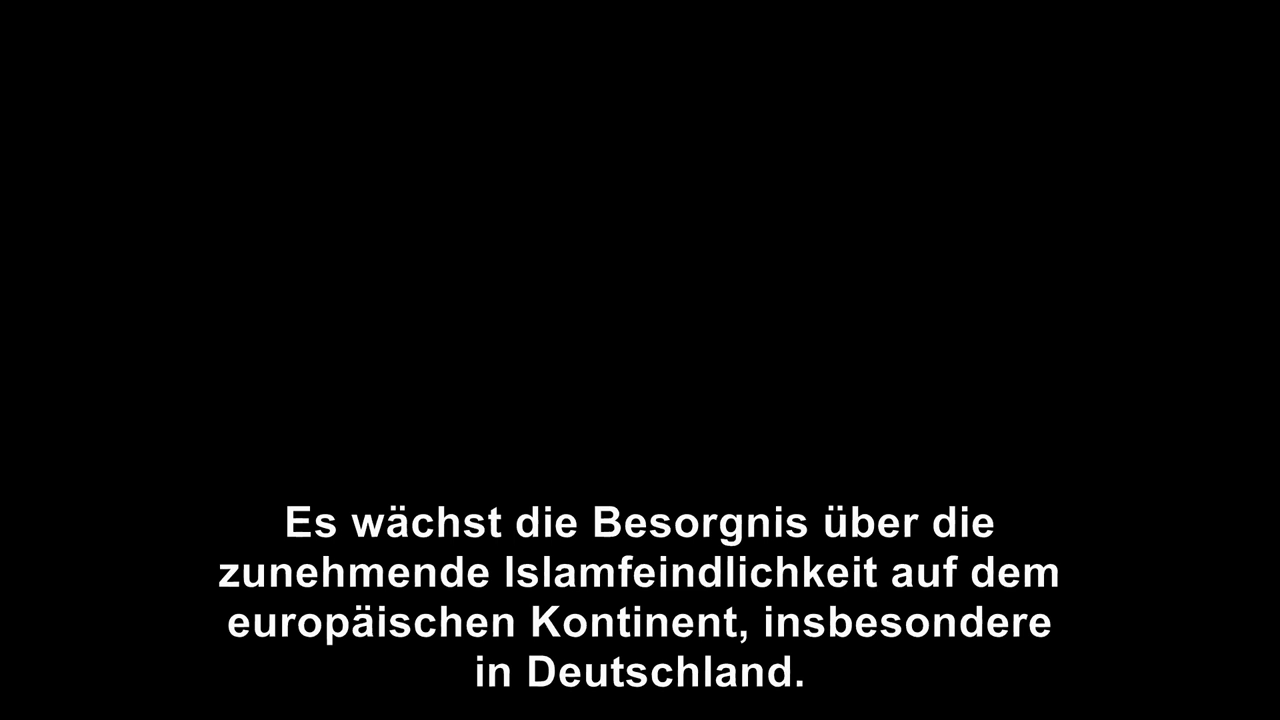 Es wächst die Besorgnis über die
zunehmende Islamfeindlichkeit auf dem
europäischen Kontinent, insbesondere
in Deutschland.